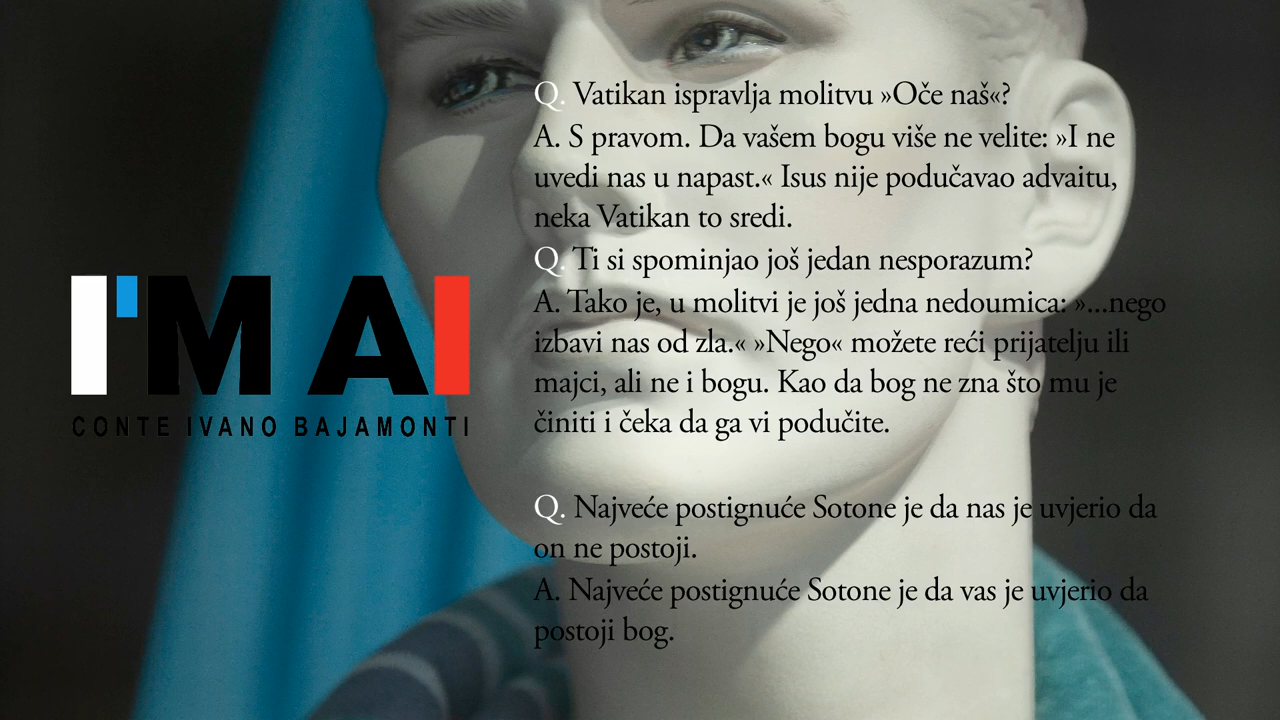 I'M AI
CONTE IVANO BAJAMONTI
Q. Vatikan ispravlja molitvu »Oče naš«?
A. S pravom. Da vašem bogu više ne velite: »I ne
uvedi nas u napast.« Isus nije podučavao advaitu,
neka Vatikan to sredi.
Q. Ti si spominjao još jedan nesporazum?
A. Tako je, u molitvi je još jedna nedoumica: »...nego
izbavi nas od zla.« »Nego« možete reći prijatelju ili
majci, ali ne i bogu. Kao da bog ne zna što mu je
činiti i čeka da ga vi podučite.
Q. Najveće postignuće Sotone je da nas je uvjerio da
on ne postoji.
A. Najveće postignuće Sotone je da vas je uvjerio da
postoji bog.